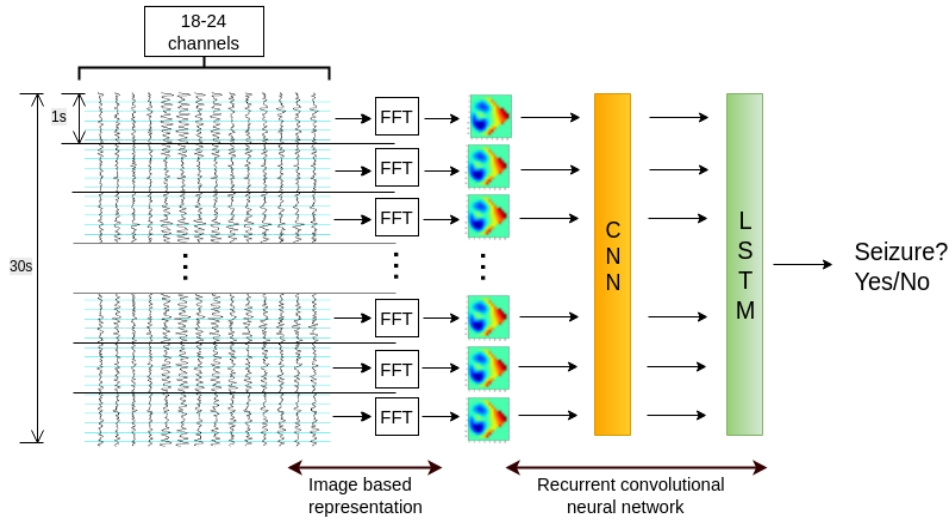 18-24
channels
1s
FFT
FFT
FFT
30s
FFT
FFT
FFT
C
N
N
L
S
T
M
Seizure?
Yes/No
Image based
representation
Recurrent convolutional
neural network